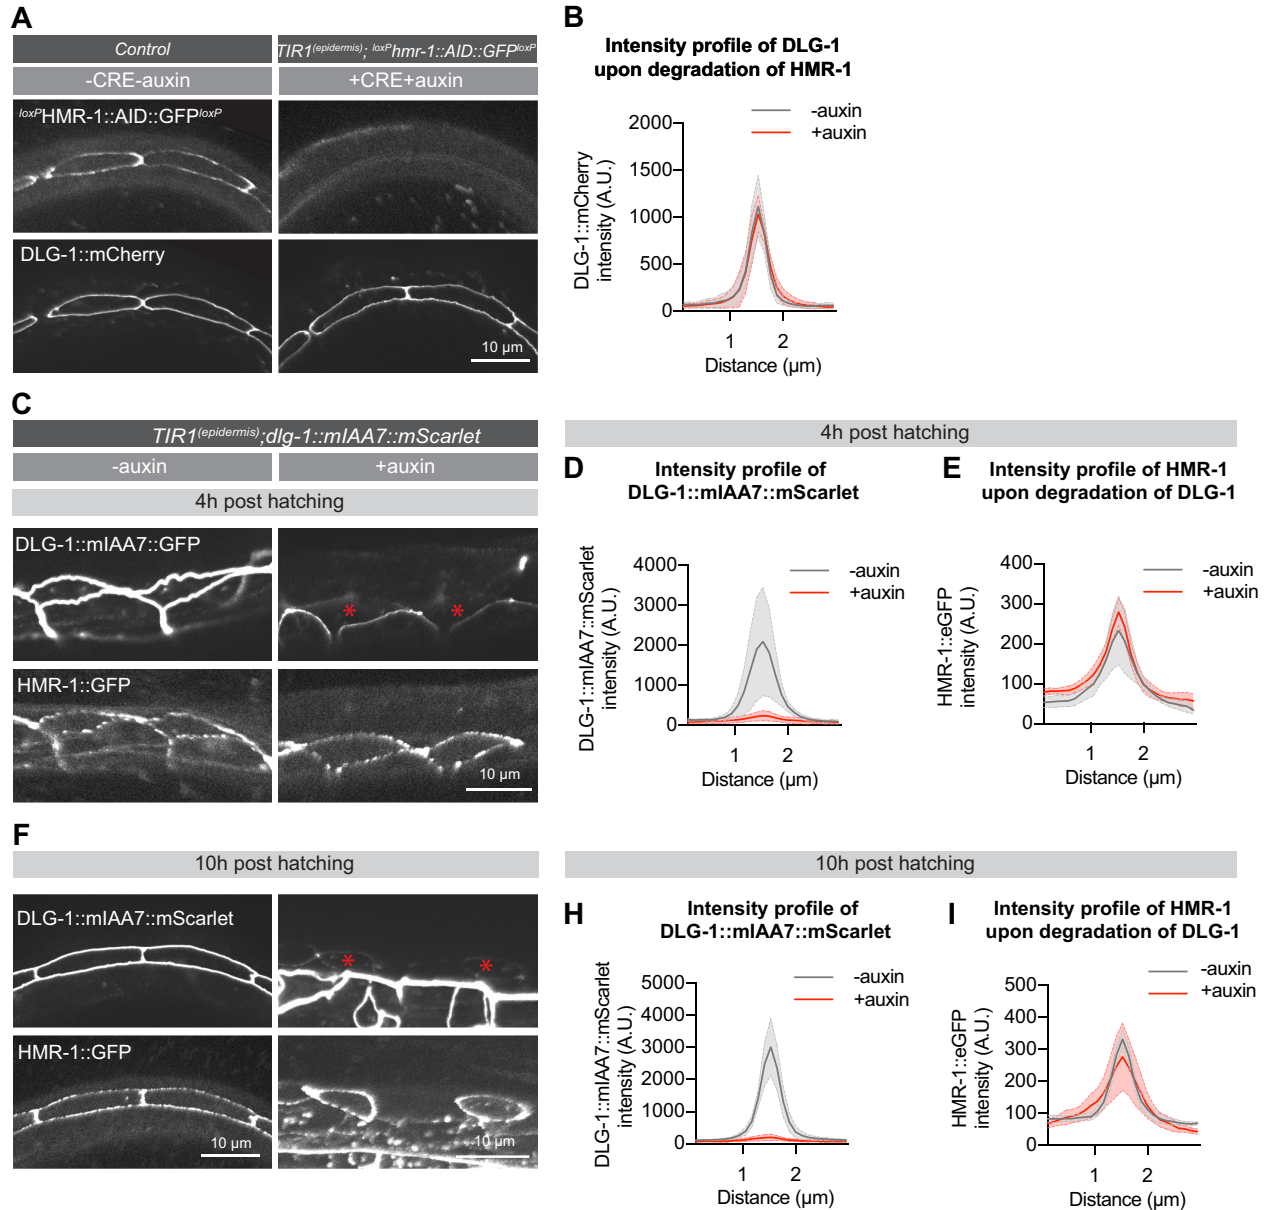 A
Control
TIR1(epidermis); loxPhmr-1::AID::GFPloxP
-CRE-auxin
+CRE+auxin
loxPHMR-1::AID::GFPloxP
DLG-1::mCherry
10 µm
B
Intensity profile of DLG-1
upon degradation of HMR-1
-auxin
+auxin
2000
1500
1000
500
0
DLG-1::mCherry
intensity (A.U.)
1
2
Distance (µm)
C
TIR1(epidermis);dlg-1::mIAA7::mScarlet
-auxin
+auxin
4h post hatching
DLG-1::mIAA7::GFP
*
*
HMR-1::GFP
10 µm
4h post hatching
D
Intensity profile of
DLG-1::mIAA7::mScarlet
-auxin
+auxin
4000
3000
2000
1000
0
DLG-1::mIAA7::mScarlet
intensity (A.U.)
1
2
Distance (µm)
E
Intensity profile of HMR-1
upon degradation of DLG-1
-auxin
+auxin
400
300
200
100
0
HMR-1::eGFP
intensity (A.U.)
1
2
Distance (µm)
F
10h post hatching
DLG-1::mIAA7::mScarlet
*
*
HMR-1::GFP
10 µm
10 µm
10h post hatching
H
Intensity profile of
DLG-1::mIAA7::mScarlet
-auxin
+auxin
5000
4000
3000
2000
1000
0
DLG-1::mIAA7::mScarlet
intensity (A.U.)
1
2
Distance (µm)
I
Intensity profile of HMR-1
upon degradation of DLG-1
-auxin
+auxin
500
400
300
200
100
0
HMR-1::eGFP
intensity (A.U.)
1
2
Distance (µm)